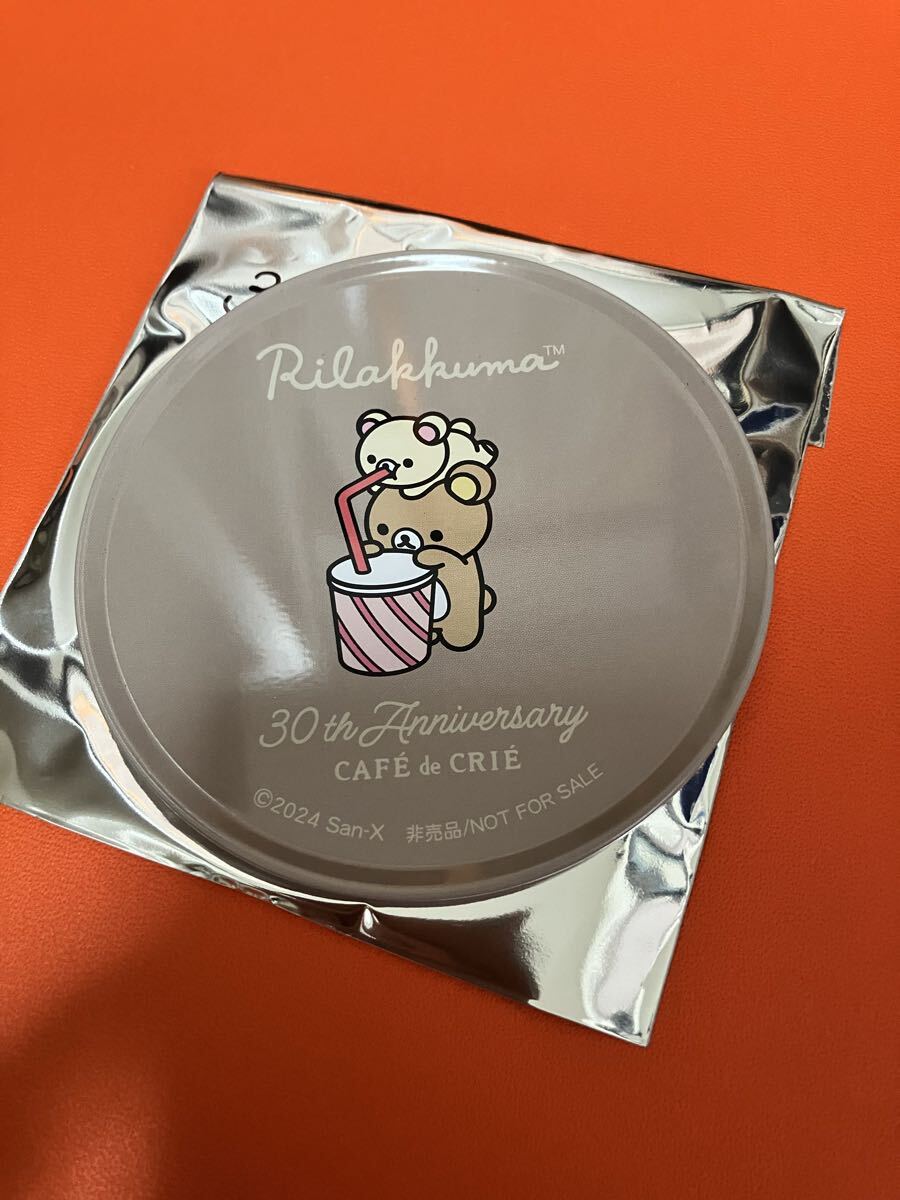 Rilakkuma™
30th Anniversary
CAFÉ de CRIÉ
©2024 San-X 非売品/NOT FOR SALE